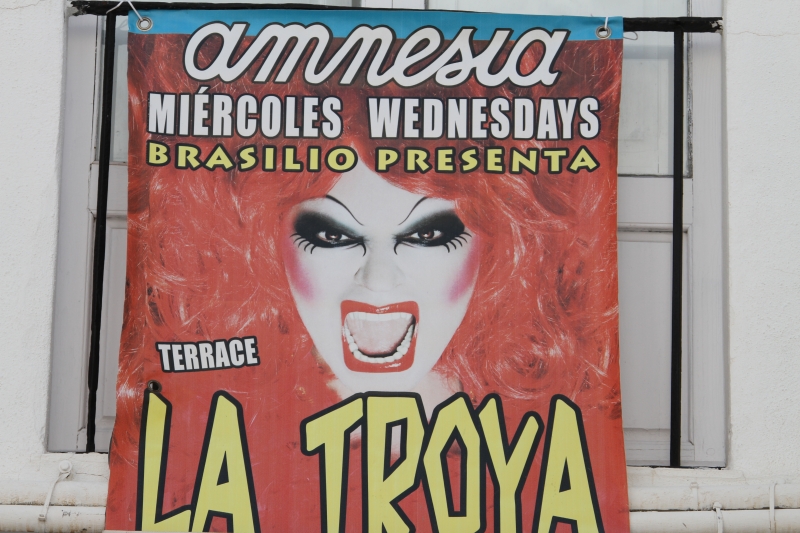 amnesia
MIÉRCOLES WEDNESDAYS
BRASILIO PRESENTA
TERRACE
LA TROYA